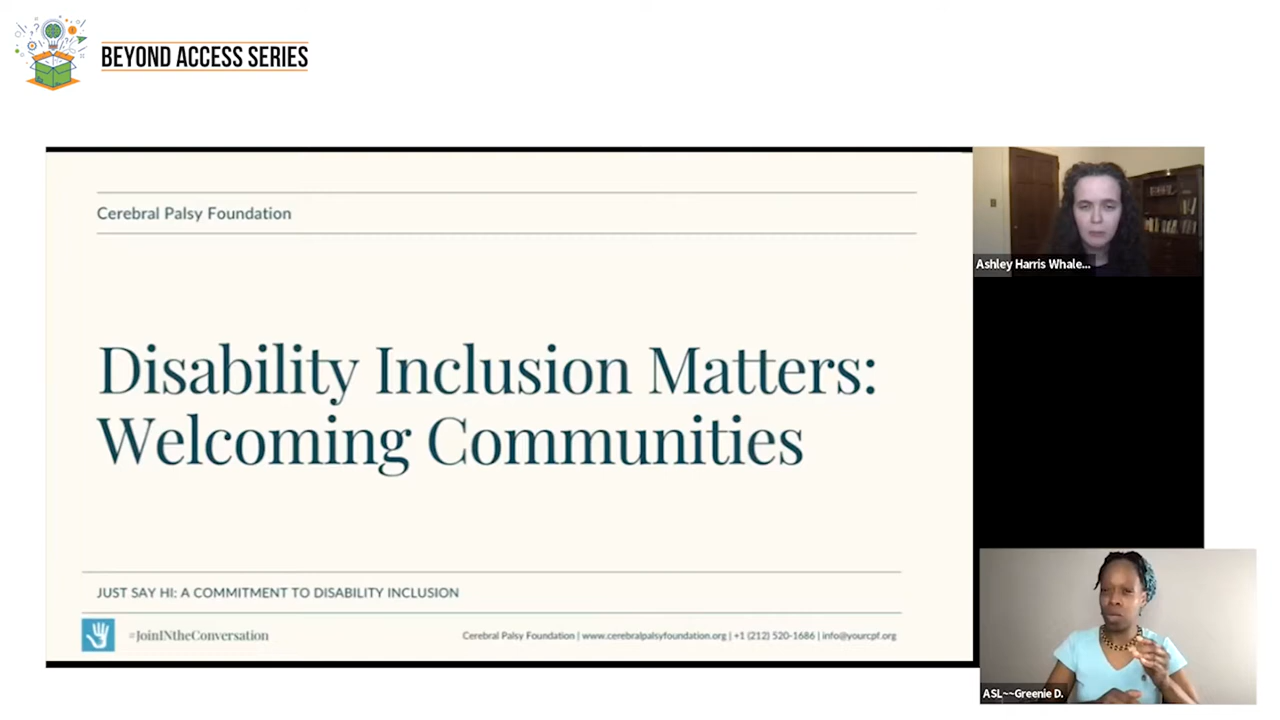 BEYOND ACCESS SERIES
Cerebral Palsy Foundation
Ashley Harris Whale...
Disability Inclusion Matters:
Welcoming Communities
JUST SAY HI: A COMMITMENT TO DISABILITY INCLUSION
#JoinINtheConversation
Cerebral Palsy Foundation | www.cerebralpalsyfoundation.org | +1 (212) 520-1686 | info@yourcpf.org
ASL~~Greenie D.